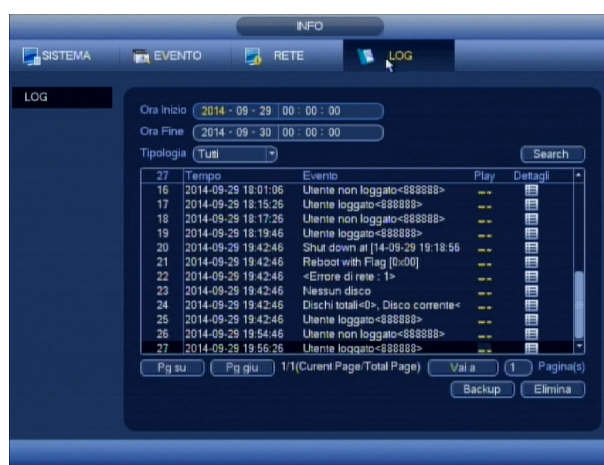 INFO
SISTEMA EVENTO RETE LOG
LOG
Ora Inizio 2014 - 09 - 29 00 : 00 : 00
Ora Fine 2014 - 09 - 30 00 : 00 : 00
Tipologia Tutti Search
27 Tempo Evento Play Dettagli
16 2014-09-29 18:01:06 Utente non loggato<888888>
17 2014-09-29 18:15:26 Utente loggato<888888>
18 2014-09-29 18:17:26 Utente non loggato<888888>
19 2014-09-29 18:19:46 Utente loggato<888888>
20 2014-09-29 19:42:46 Shut down at [14-09-29 19:18:56
21 2014-09-29 19:42:46 Reboot with Flag [0x00]
22 2014-09-29 19:42:46 <Errore di rete : 1>
23 2014-09-29 19:42:46 Nessun disco
24 2014-09-29 19:42:46 Dischi totali<0>, Disco corrente<
25 2014-09-29 19:42:46 Utente loggato<888888>
26 2014-09-29 19:54:46 Utente non loggato<888888>
27 2014-09-29 19:56:26 Utente loggato<888888>
Pg su Pg giu 1/1(Curent Page/Total Page) Vai a 1 Pagina(s)
Backup Elimina